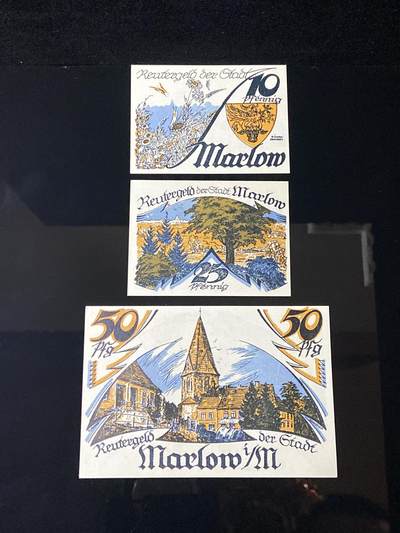 Reutergeld der Stadt
10
Pfennig
Marlow
Reutergeld der Stadt Marlow
25
Pfennig
50 50
Pfg Pfg
Reutergeld der Stadt
Marlow i/M